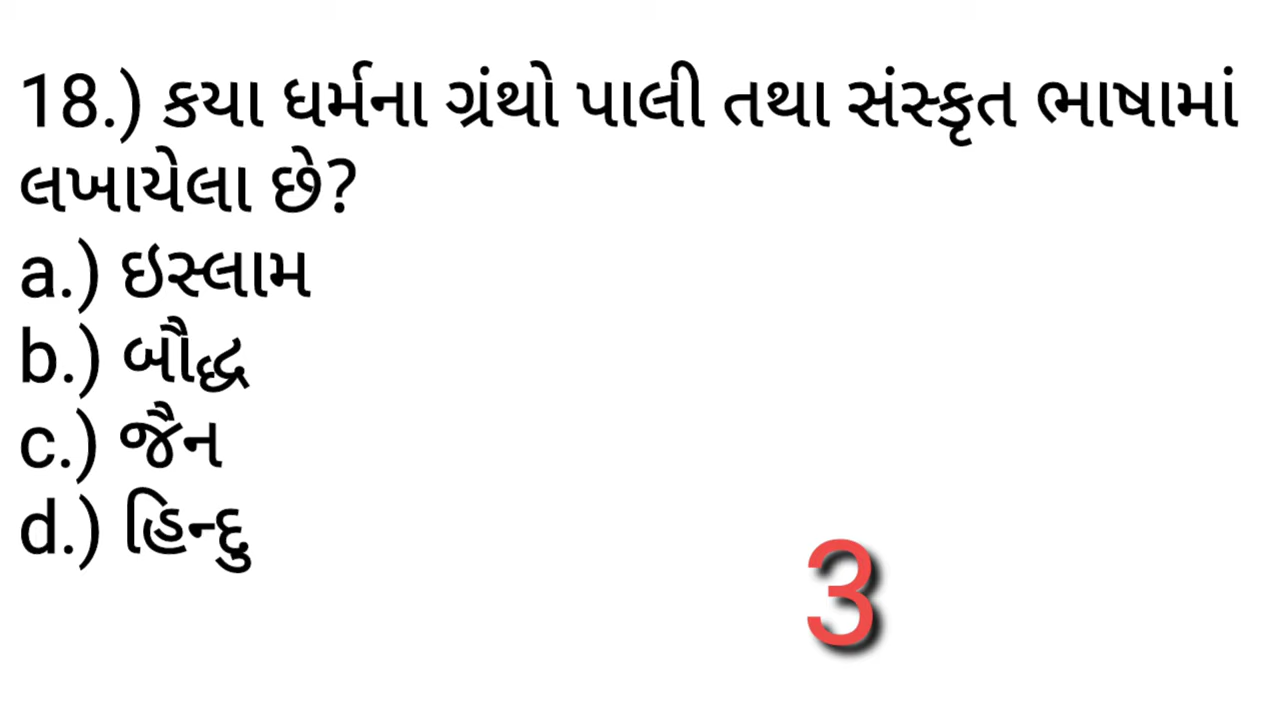 18.) કયા ધર્મના ગ્રંથો પાલી તથા સંસ્કૃત ભાષામાં
લખાયેલા છે?
a.) ઇસ્લામ
b.) બૌદ્ધ
c.) જૈન
d.) હિન્દુ
3